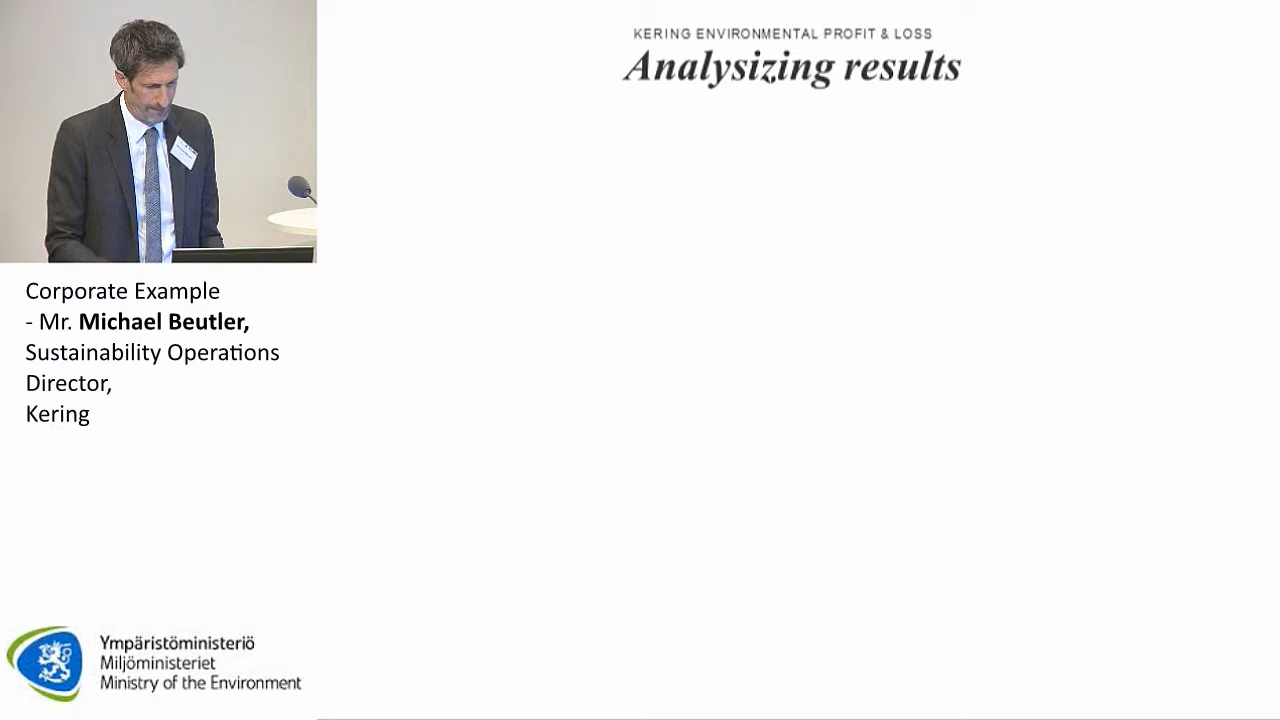 KERING ENVIRONMENTAL PROFIT & LOSS
Analysizing results
Corporate Example
- Mr. Michael Beutler,
Sustainability Operations
Director,
Kering
Ympäristöministeriö
Miljöministeriet
Ministry of the Environment